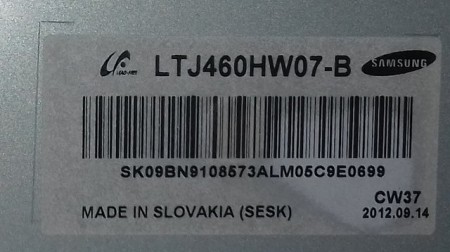 LTJ460HW07-B SAMSUNG
SK09BN9108573ALM05C9E0699
CW37
MADE IN SLOVAKIA (SESK) 2012.09.14